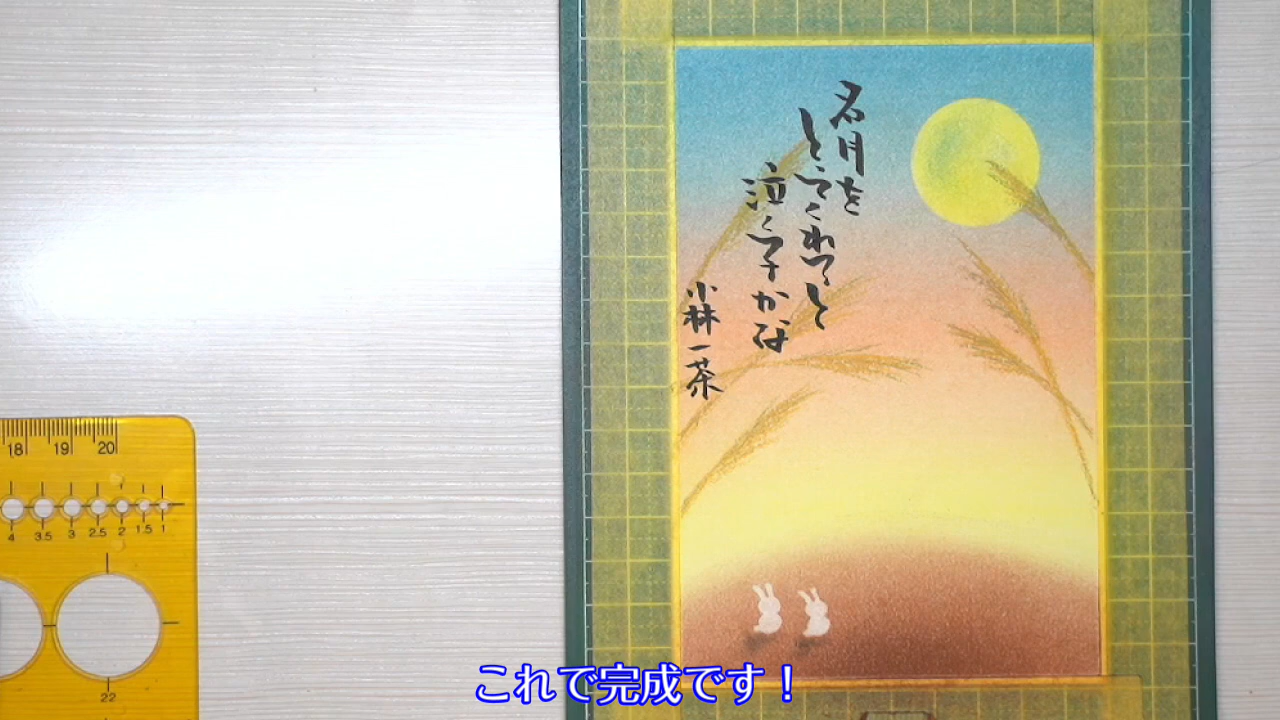 名月を
とってくれろと
泣く子かな
小林一茶
18 19 20
4 3.5 3 2.5 2 1.5 1
22
これで完成です！